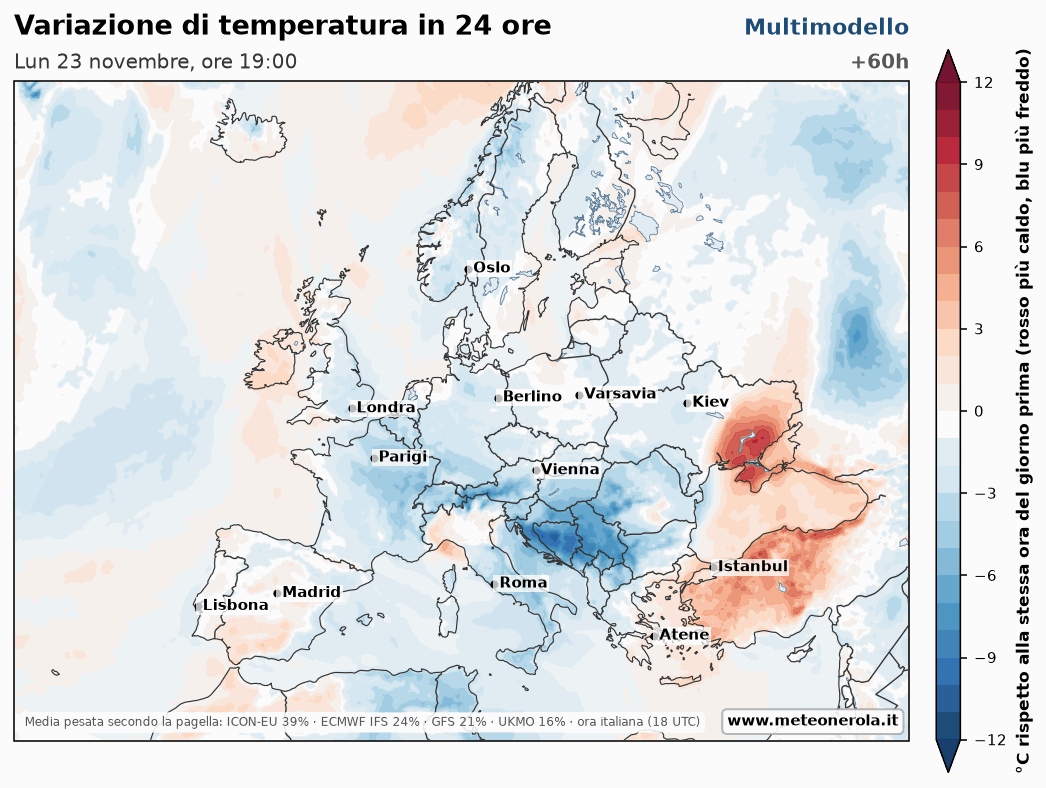 Variazione di temperatura in 24 ore
Multimodello
Lun 23 novembre, ore 19:00
+60h
Oslo
Londra
Berlino
Varsavia
Kiev
Parigi
Vienna
Istanbul
Roma
Madrid
Lisbona
Atene
Media pesata secondo la pagella: ICON-EU 39% · ECMWF IFS 24% · GFS 21% · UKMO 16% · ora italiana (18 UTC)
www.meteonerola.it
12
9
6
3
0
−3
−6
−9
−12
°C rispetto alla stessa ora del giorno prima (rosso più caldo, blu più freddo)